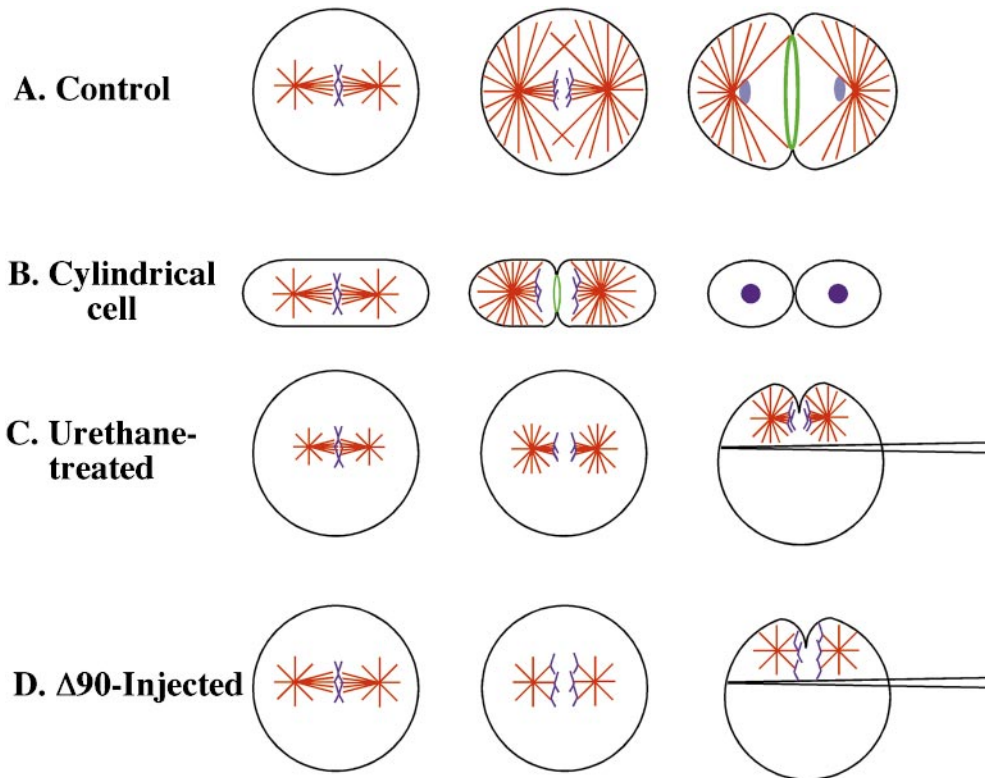 A. Control
B. Cylindrical
cell
C. Urethane-
treated
D. Δ90-Injected